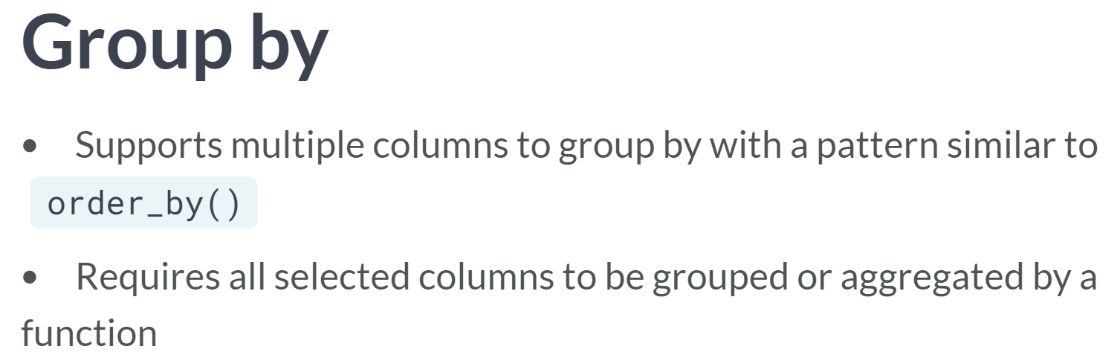 Group by
• Supports multiple columns to group by with a pattern similar to
order_by()
• Requires all selected columns to be grouped or aggregated by a
function